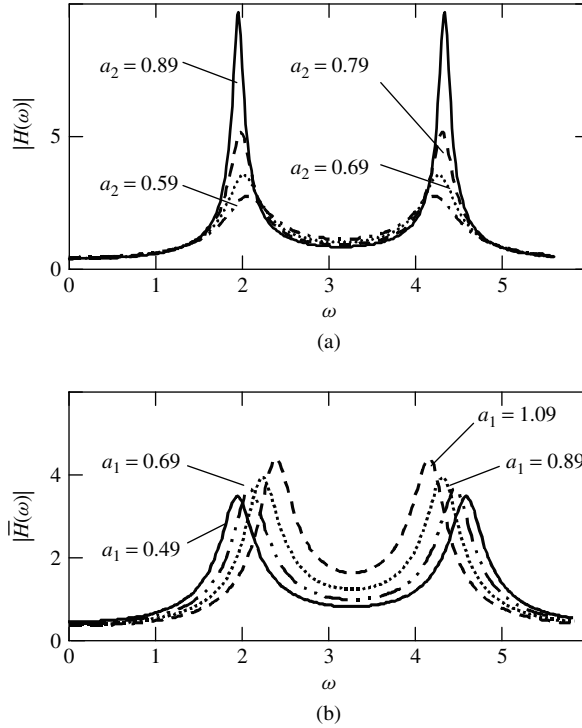 a₂ = 0.89
a₂ = 0.79
|H(ω)|
5
a₂ = 0.69
a₂ = 0.59
0
0 1 2 3 4 5
ω
(a)
a₁ = 1.09
a₁ = 0.69
a₁ = 0.89
4
|H̅(ω)|
a₁ = 0.49
2
0
0 1 2 3 4 5
ω
(b)